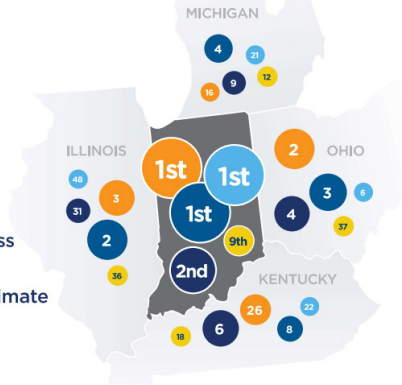 MICHIGAN
4
21
16
9
12
ILLINOIS
48
3
31
2
36
1st
1st
1st
9th
2nd
OHIO
2
3
6
4
37
KENTUCKY
18
6
26
22
8
ss
imate